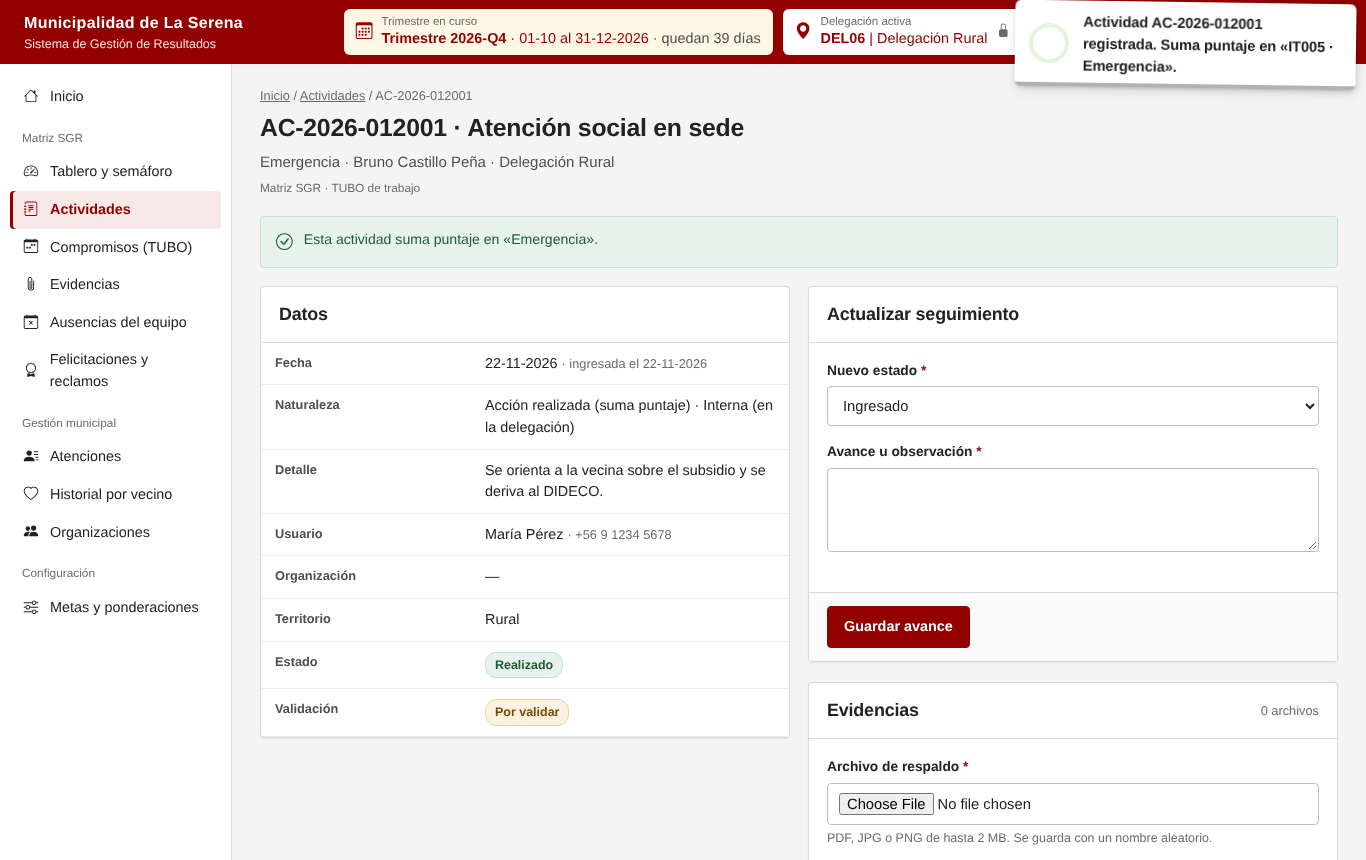 Municipalidad de La Serena
Sistema de Gestión de Resultados
Trimestre en curso
Trimestre 2026-Q4 · 01-10 al 31-12-2026 · quedan 39 días
Delegación activa
DEL06 | Delegación Rural
Actividad AC-2026-012001
registrada. Suma puntaje en «IT005 ·
Emergencia».
Inicio
Matriz SGR
Tablero y semáforo
Actividades
Compromisos (TUBO)
Evidencias
Ausencias del equipo
Felicitaciones y
reclamos
Gestión municipal
Atenciones
Historial por vecino
Organizaciones
Configuración
Metas y ponderaciones
Inicio / Actividades / AC-2026-012001
AC-2026-012001 · Atención social en sede
Emergencia · Bruno Castillo Peña · Delegación Rural
Matriz SGR · TUBO de trabajo
Esta actividad suma puntaje en «Emergencia».
Datos
Fecha 22-11-2026 · ingresada el 22-11-2026
Naturaleza Acción realizada (suma puntaje) · Interna (en
la delegación)
Detalle Se orienta a la vecina sobre el subsidio y se
deriva al DIDECO.
Usuario María Pérez · +56 9 1234 5678
Organización —
Territorio Rural
Estado Realizado
Validación Por validar
Actualizar seguimiento
Nuevo estado *
Ingresado
Avance u observación *
Guardar avance
Evidencias 0 archivos
Archivo de respaldo *
Choose File No file chosen
PDF, JPG o PNG de hasta 2 MB. Se guarda con un nombre aleatorio.